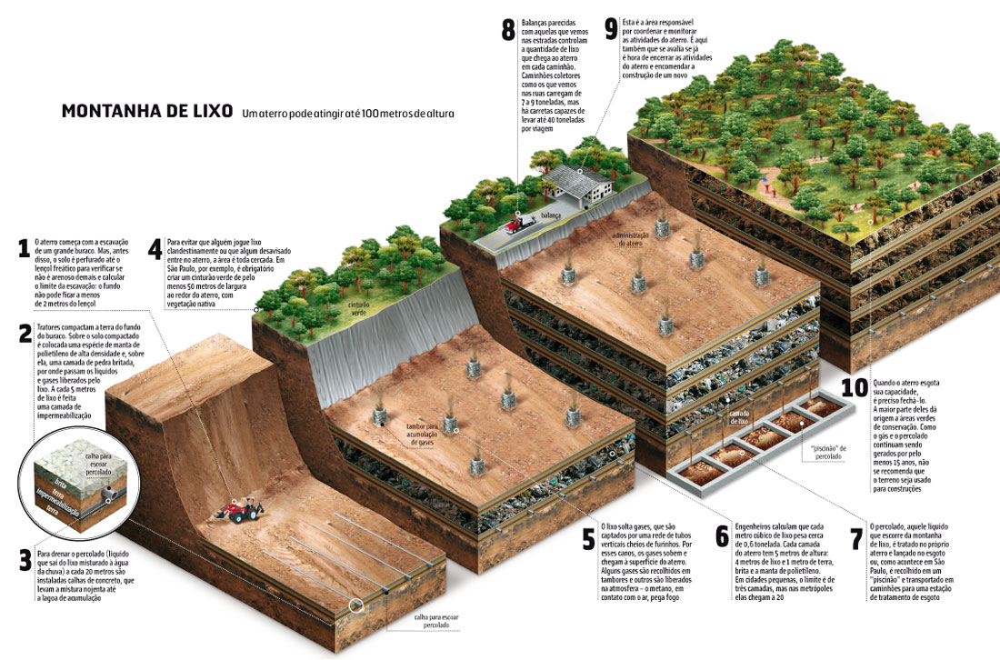 MONTANHA DE LIXO Um aterro pode atingir até 100 metros de altura
1
O aterro começa com a escavação
de um grande buraco. Mas, antes
disso, o solo é perfurado até o
lençol freático para verificar se
não é arenoso demais e calcular
o limite da escavação: o fundo
não pode ficar a menos
de 2 metros do lençol
2
Tratores compactam a terra do fundo
do buraco. Sobre o solo compactado
é colocada uma espécie de manta de
polietileno de alta densidade e, sobre
ela, uma camada de pedra britada,
por onde passam os líquidos
e gases liberados pelo
lixo. A cada 5 metros
de lixo é feita
uma camada de
impermeabilização
calha para
escoar
percolado
brita
terra
impermeabilização
terra
3
Para drenar o percolado (líquido
que sai do lixo misturado à água
da chuva) a cada 20 metros são
instaladas calhas de concreto, que
levam a mistura nojenta até
a lagoa de acumulação
4
Para evitar que alguém jogue lixo
clandestinamente ou que algum desavisado
entre no aterro, a área é toda cercada. Em
São Paulo, por exemplo, é obrigatório
criar um cinturão verde de pelo
menos 50 metros de largura
ao redor do aterro, com
vegetação nativa
cinturão
verde
tambor para
acumulação
de gases
calha para escoar
percolado
5
O lixo solta gases, que são
captados por uma rede de tubos
verticais cheios de furinhos. Por
esses canos, os gases sobem e
chegam à superfície do aterro.
Alguns gases são recolhidos em
tambores e outros são liberados
na atmosfera – o metano, em
contato com o ar, pega fogo
6
Engenheiros calculam que cada
metro cúbico de lixo pesa cerca
de 0,6 tonelada. Cada camada
do aterro tem 5 metros de altura:
4 metros de lixo e 1 metro de terra,
brita e a manta de polietileno.
Em cidades pequenas, o limite é de
três camadas, mas nas metrópoles
elas chegam a 20
7
O percolado, aquele líquido
que escorre da montanha
de lixo, é tratado no próprio
aterro e lançado no esgoto
ou, como acontece em São
Paulo, é recolhido em um
"piscinão" e transportado em
caminhões para uma estação
de tratamento de esgoto
8
Balanças parecidas
com aquelas que vemos
nas estradas controlam
a quantidade de lixo
que chega ao aterro
em cada caminhão.
Caminhões coletores
como os que vemos
nas ruas carregam de
7 a 9 toneladas, mas
há carretas capazes de
levar até 40 toneladas
por viagem
9
Esta é a área responsável
por coordenar e monitorar
as atividades do aterro. É aqui
também que se avalia se já
é hora de encerrar as atividades
do aterro e encomendar a
construção de um novo
balança
administração
do aterro
camada
de lixo
"piscinão" de
percolado
10
Quando o aterro esgota
sua capacidade,
é preciso fechá-lo.
A maior parte deles dá
origem a áreas verdes
de conservação. Como
o gás e o percolado
continuam sendo
gerados por pelo
menos 15 anos, não
se recomenda que
o terreno seja usado
para construções